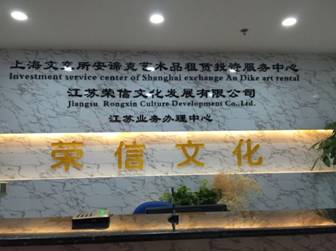 上海文交所安谛克艺术品租赁投资服务中心
Investment service center of Shanghai exchange An Dike art rental
江苏荣信文化发展有限公司
Jiangsu Rongxin Culture Development Co., Ltd.
江苏业务办理中心
荣信文化